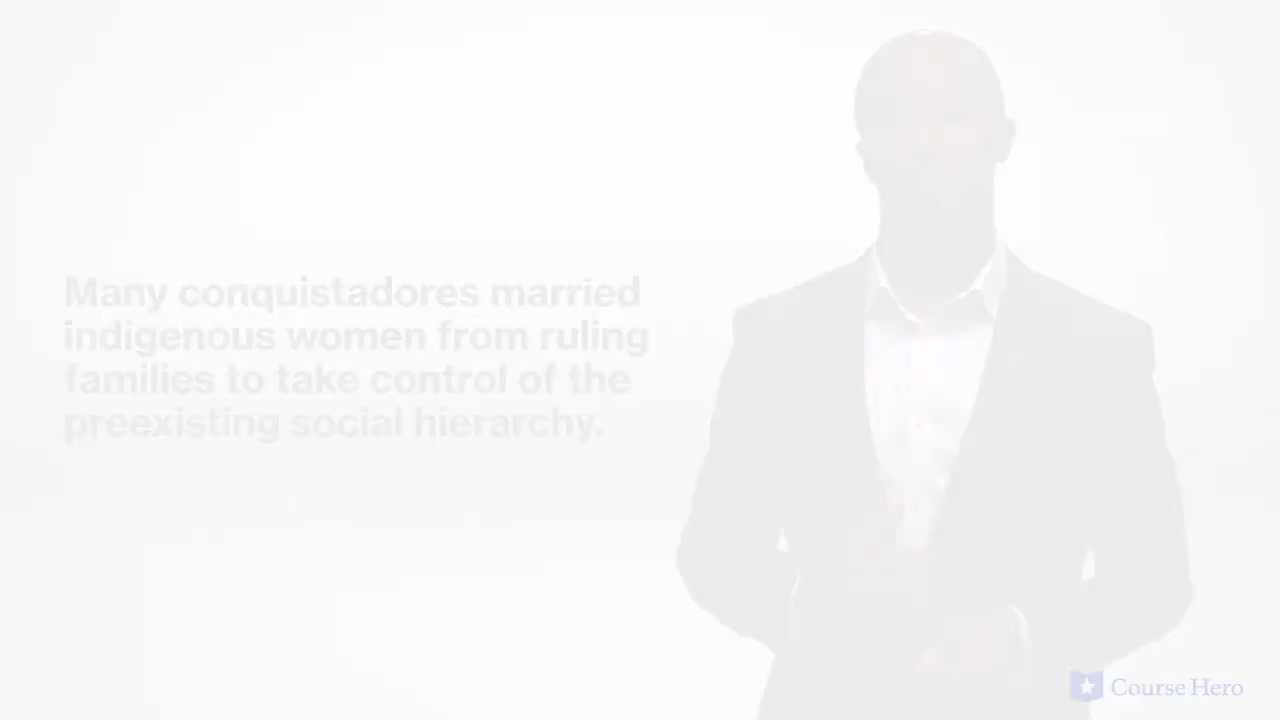 Many conquistadores married
indigenous women from ruling
families to take control of the
preexisting social hierarchy.
Course Hero